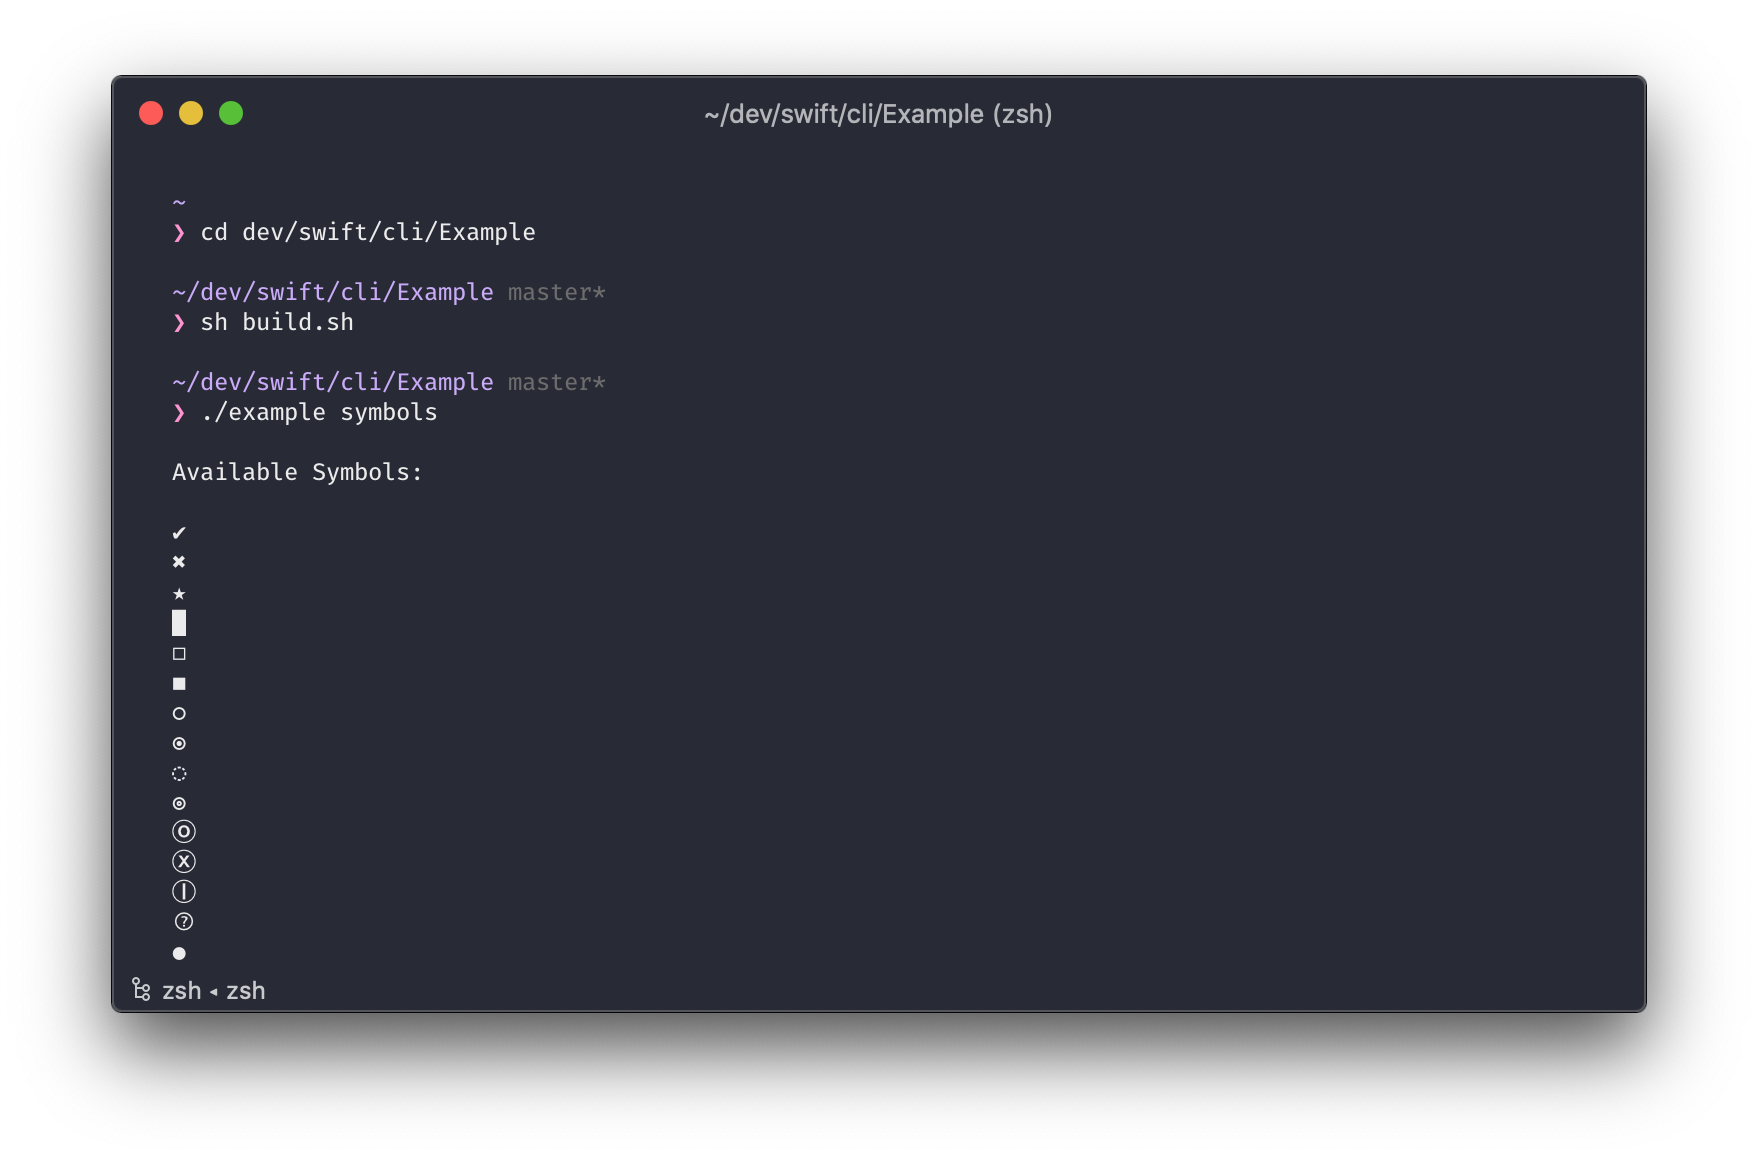 ~/dev/swift/cli/Example (zsh)
~
❯ cd dev/swift/cli/Example
~/dev/swift/cli/Example master*
❯ sh build.sh
~/dev/swift/cli/Example master*
❯ ./example symbols
Available Symbols:
✔
✖
★
█
◻
◼
◯
◉
◌
◎
ⓞ
ⓧ
Ⓘ
?⃝
●
zsh ◂ zsh